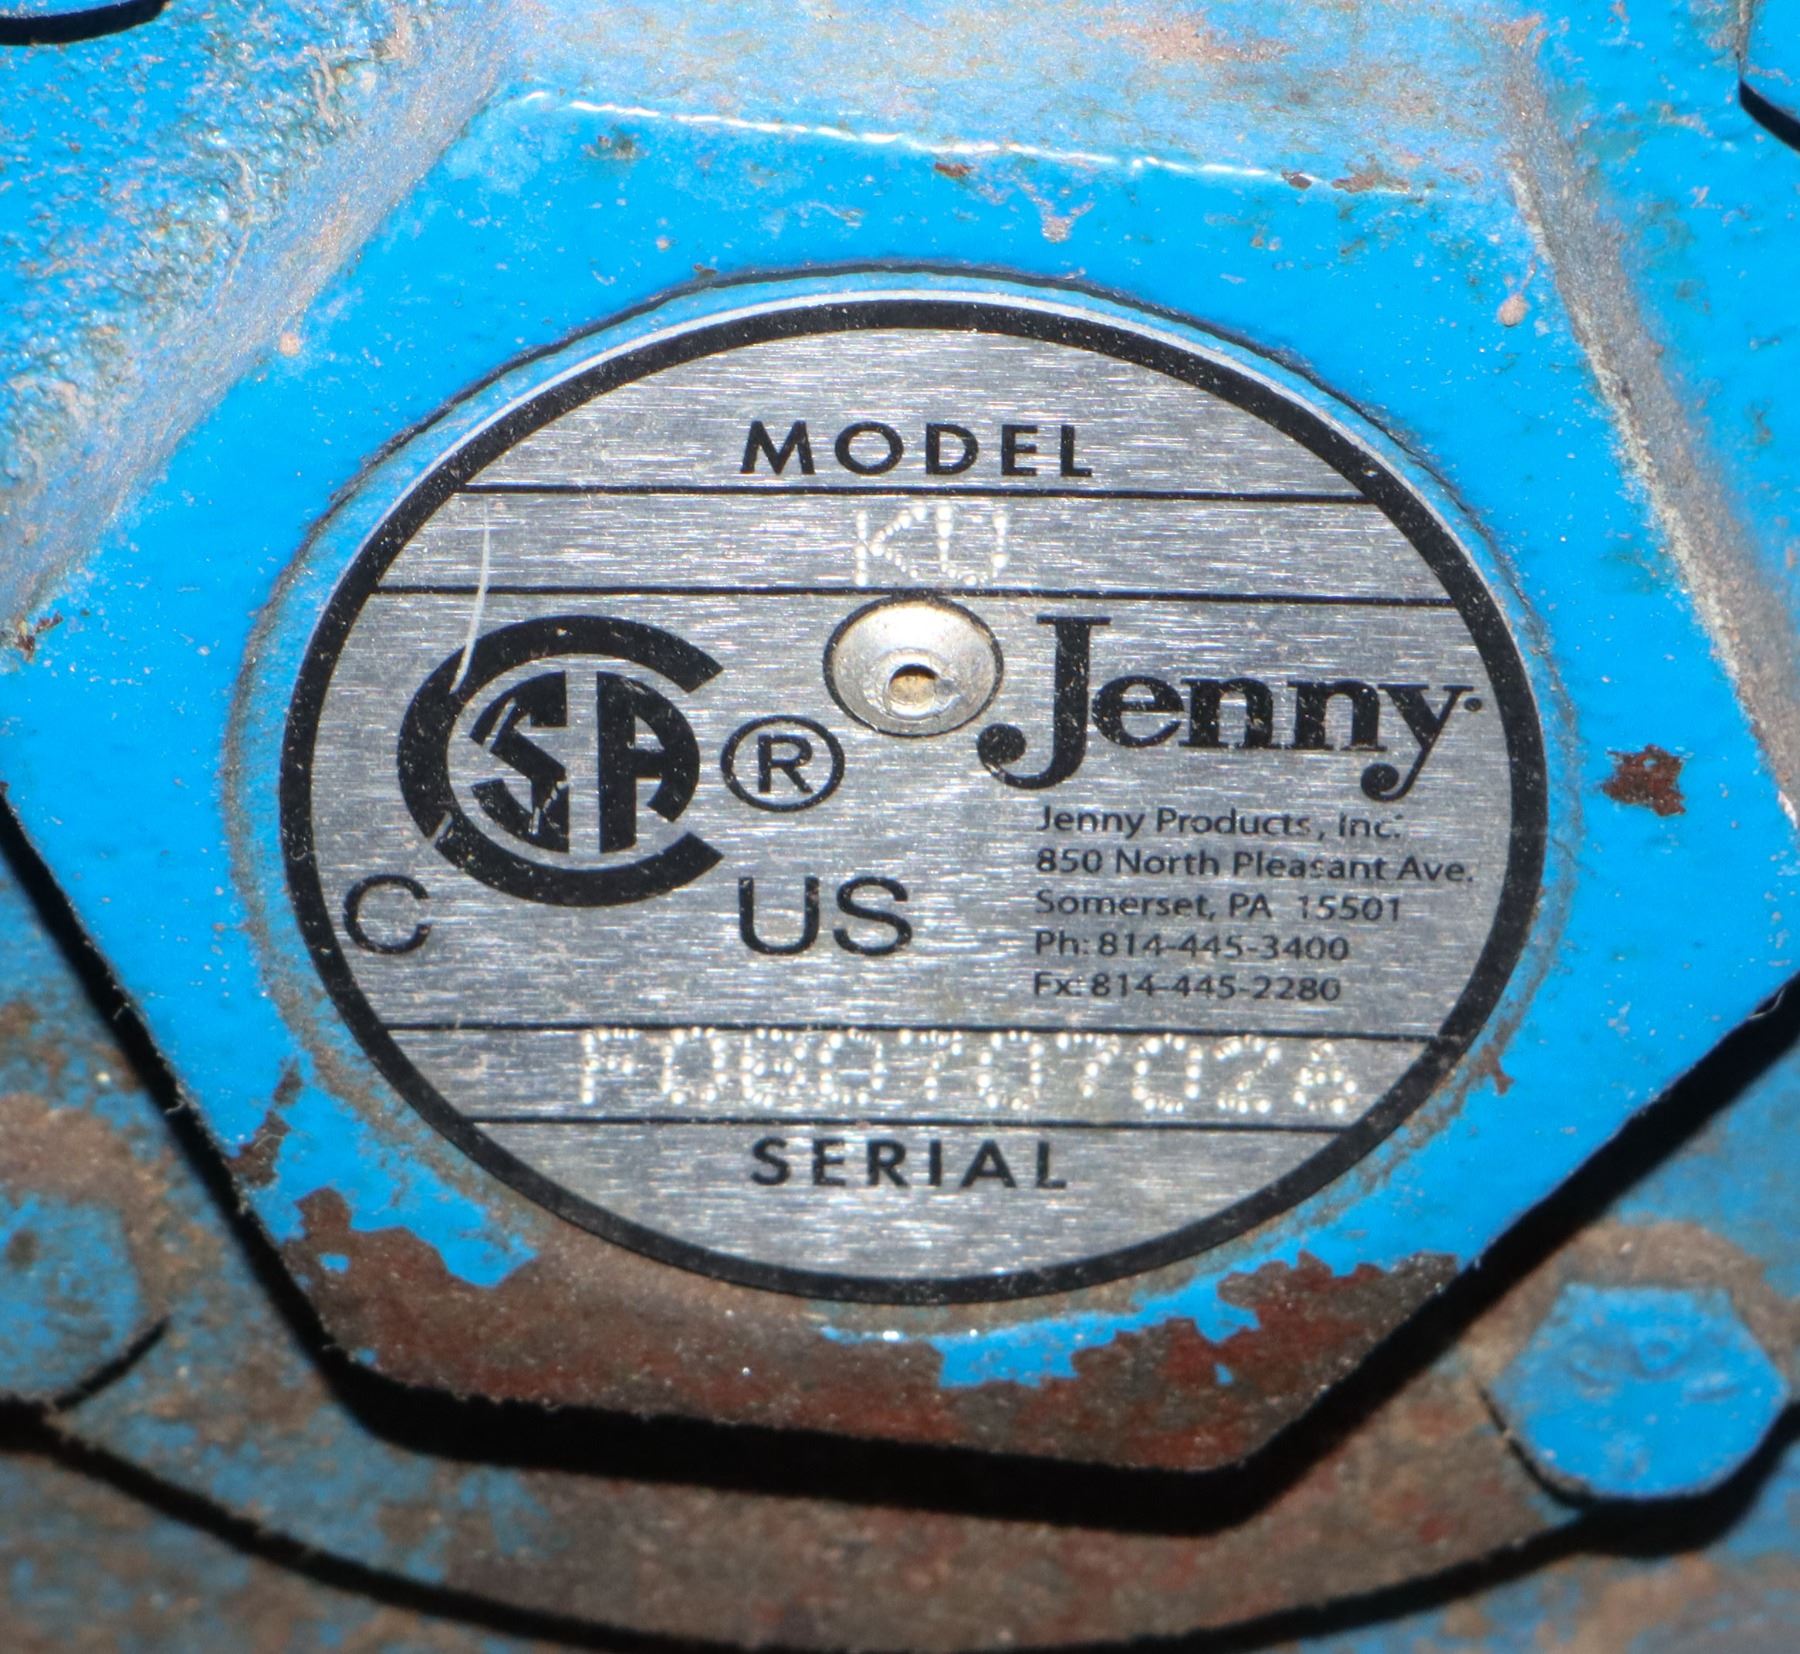 MODEL
KU
CSA ®
C US
Jenny
Jenny Products, Inc.
850 North Pleasant Ave.
Somerset, PA 15501
Ph: 814-445-3400
Fx: 814-445-2280
SERIAL